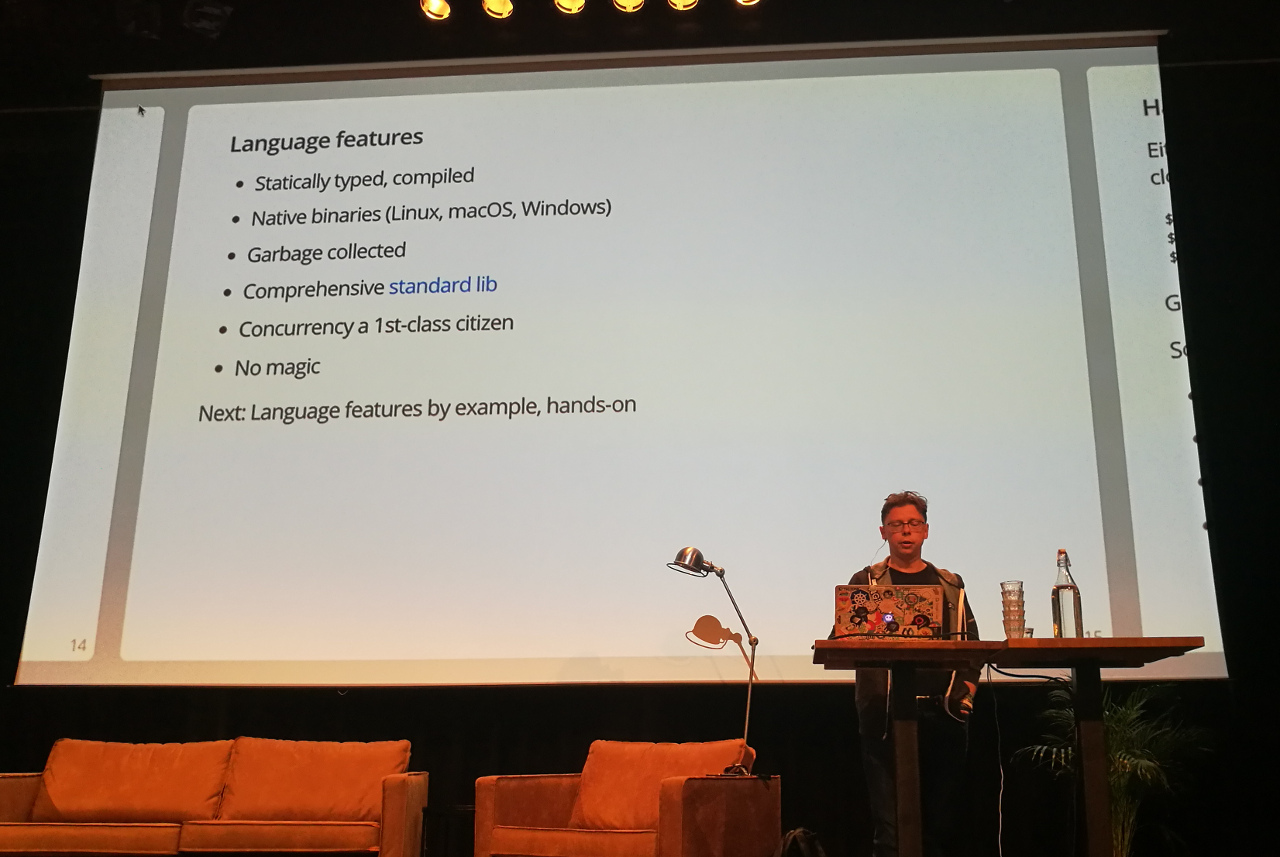 Language features
• Statically typed, compiled
• Native binaries (Linux, macOS, Windows)
• Garbage collected
• Comprehensive standard lib
• Concurrency a 1st-class citizen
• No magic
Next: Language features by example, hands-on
14
15